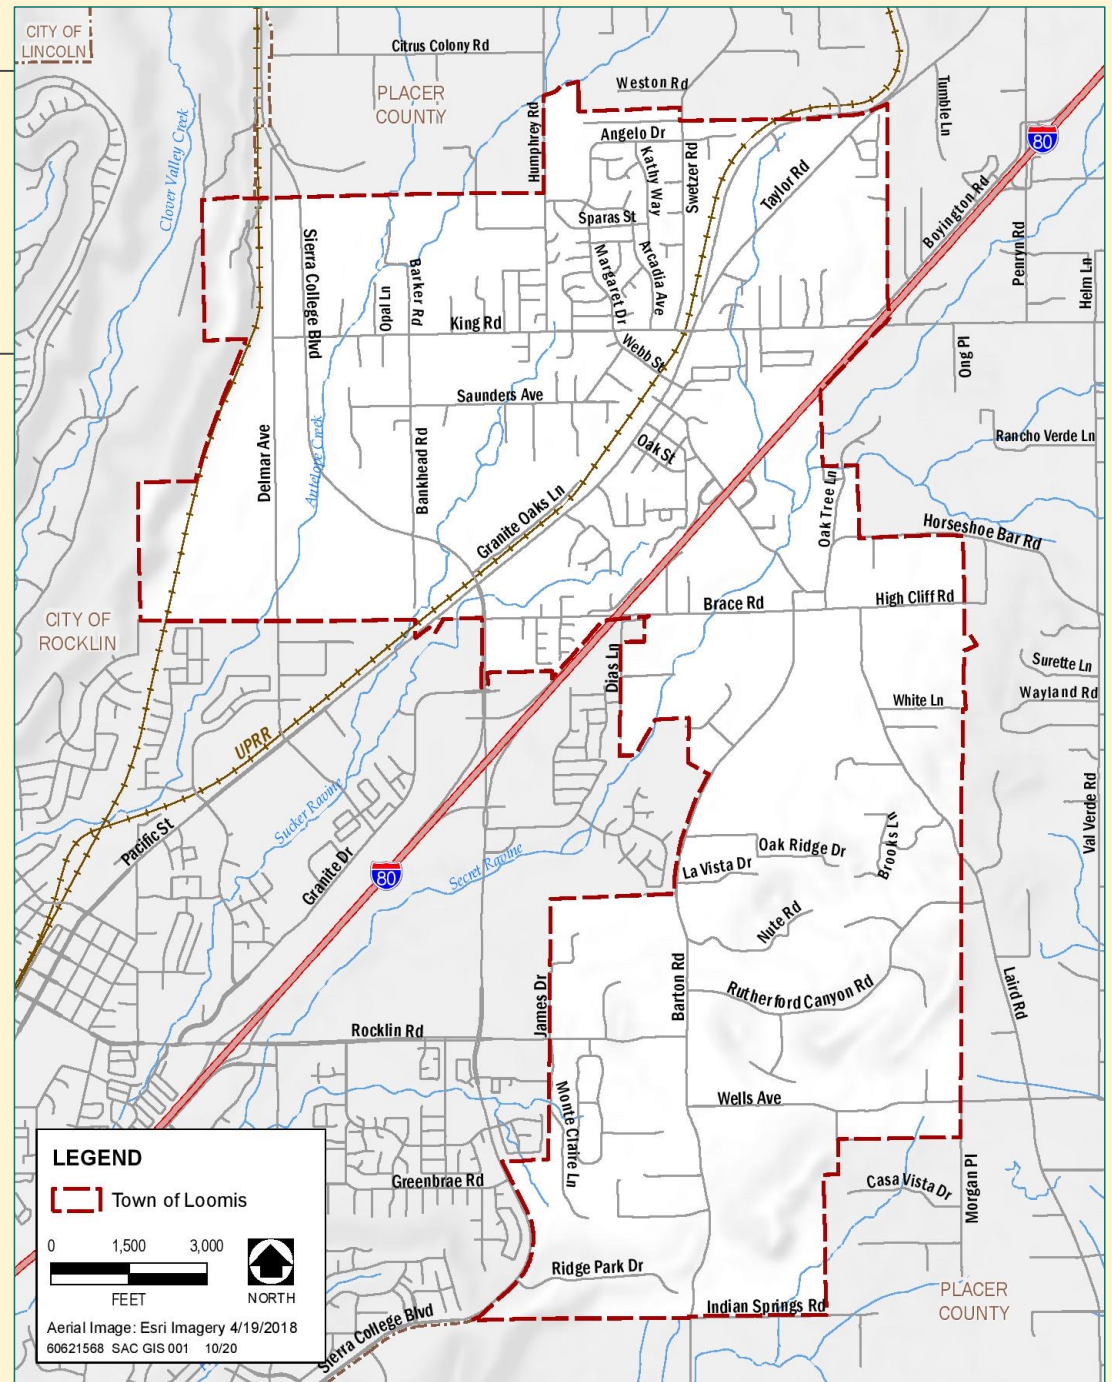 CITY OF
LINCOLN
Citrus Colony Rd
PLACER
COUNTY
Weston Rd
Tumble Ln
80
Clover Valley Creek
Humphrey Rd
Angelo Dr
Kathy Way
Swetzer Rd
Taylor Rd
Boyington Rd
Sparas St
Penryn Rd
Helm Ln
Sierra College Blvd
Opal Ln
Barker Rd
Margaret Dr
Arcadia Ave
King Rd
Webb St
Ong Pl
Saunders Ave
Rancho Verde Ln
Delmar Ave
Antelope Creek
Bankhead Rd
Oak St
Granite Oaks Ln
Oak Tree Ln
Horseshoe Bar Rd
High Cliff Rd
Brace Rd
CITY OF
ROCKLIN
Dias Ln
Surette Ln
Wayland Rd
White Ln
UPRR
Val Verde Rd
Sucker Ravine
Pacific St
Granite Dr
80
Secret Ravine
Oak Ridge Dr
Brooks Ln
La Vista Dr
Nute Rd
Barton Rd
Rutherford Canyon Rd
Laird Rd
James Dr
Rocklin Rd
Monte Claire Ln
Wells Ave
Greenbrae Rd
Casa Vista Dr
Morgan Pl
Ridge Park Dr
Indian Springs Rd
PLACER
COUNTY
Sierra College Blvd
LEGEND
Town of Loomis
0 1,500 3,000
FEET
NORTH
Aerial Image: Esri Imagery 4/19/2018
60621568 SAC GIS 001 10/20